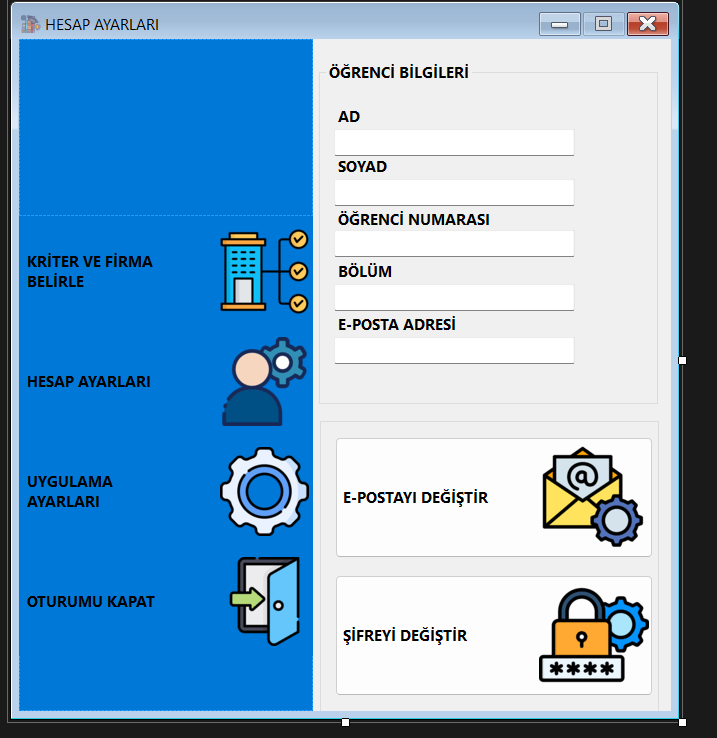 HESAP AYARLARI
KRİTER VE FİRMA
BELİRLE
HESAP AYARLARI
UYGULAMA
AYARLARI
OTURUMU KAPAT
ÖĞRENCİ BİLGİLERİ
AD
SOYAD
ÖĞRENCİ NUMARASI
BÖLÜM
E-POSTA ADRESİ
E-POSTAYI DEĞİŞTİR
@
ŞİFREYİ DEĞİŞTİR
****